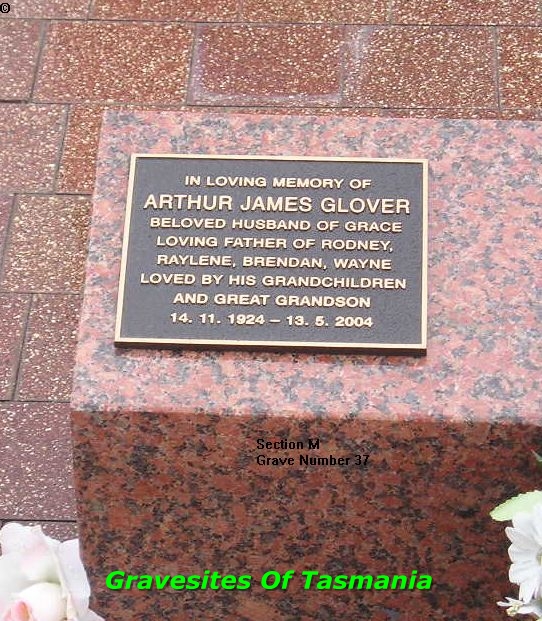 ©
IN LOVING MEMORY OF
ARTHUR JAMES GLOVER
BELOVED HUSBAND OF GRACE
LOVING FATHER OF RODNEY,
RAYLENE, BRENDAN, WAYNE
LOVED BY HIS GRANDCHILDREN
AND GREAT GRANDSON
14. 11. 1924 – 13. 5. 2004
Section M
Grave Number 37
Gravesites Of Tasmania